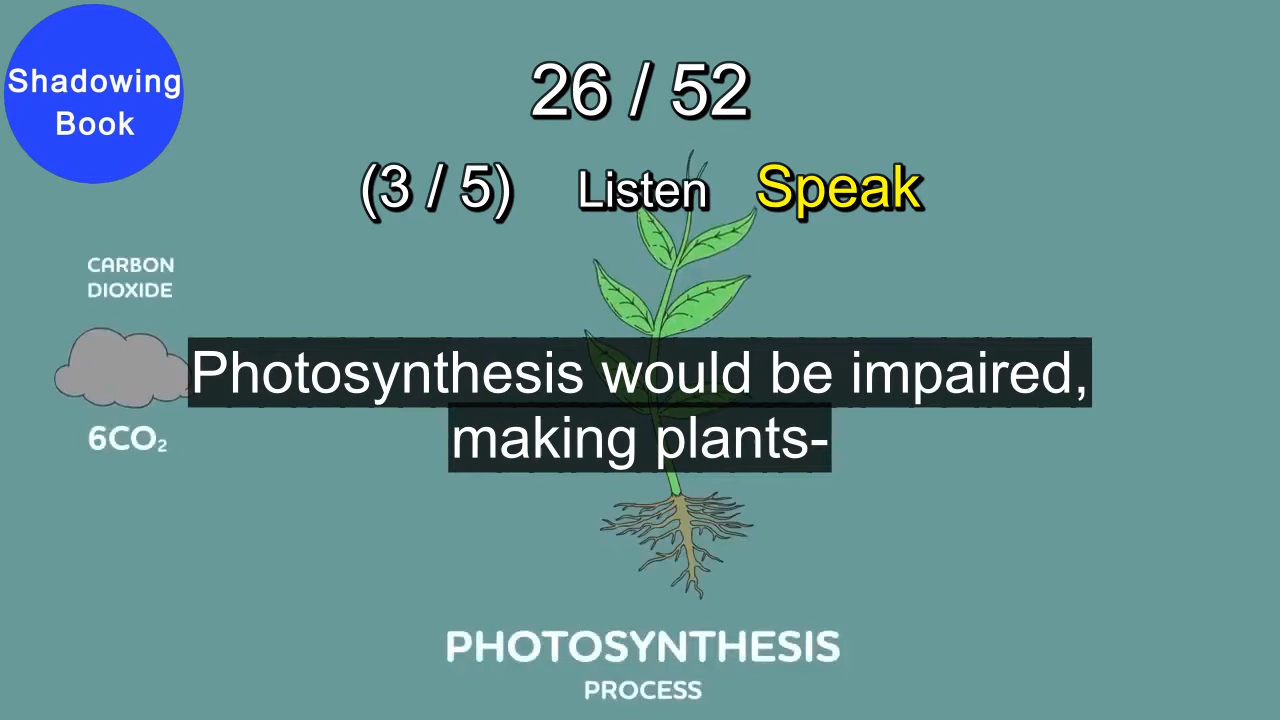 Shadowing
Book
26 / 52
(3 / 5) Listen Speak
CARBON
DIOXIDE
Photosynthesis would be impaired,
making plants-
6CO₂
PHOTOSYNTHESIS
PROCESS